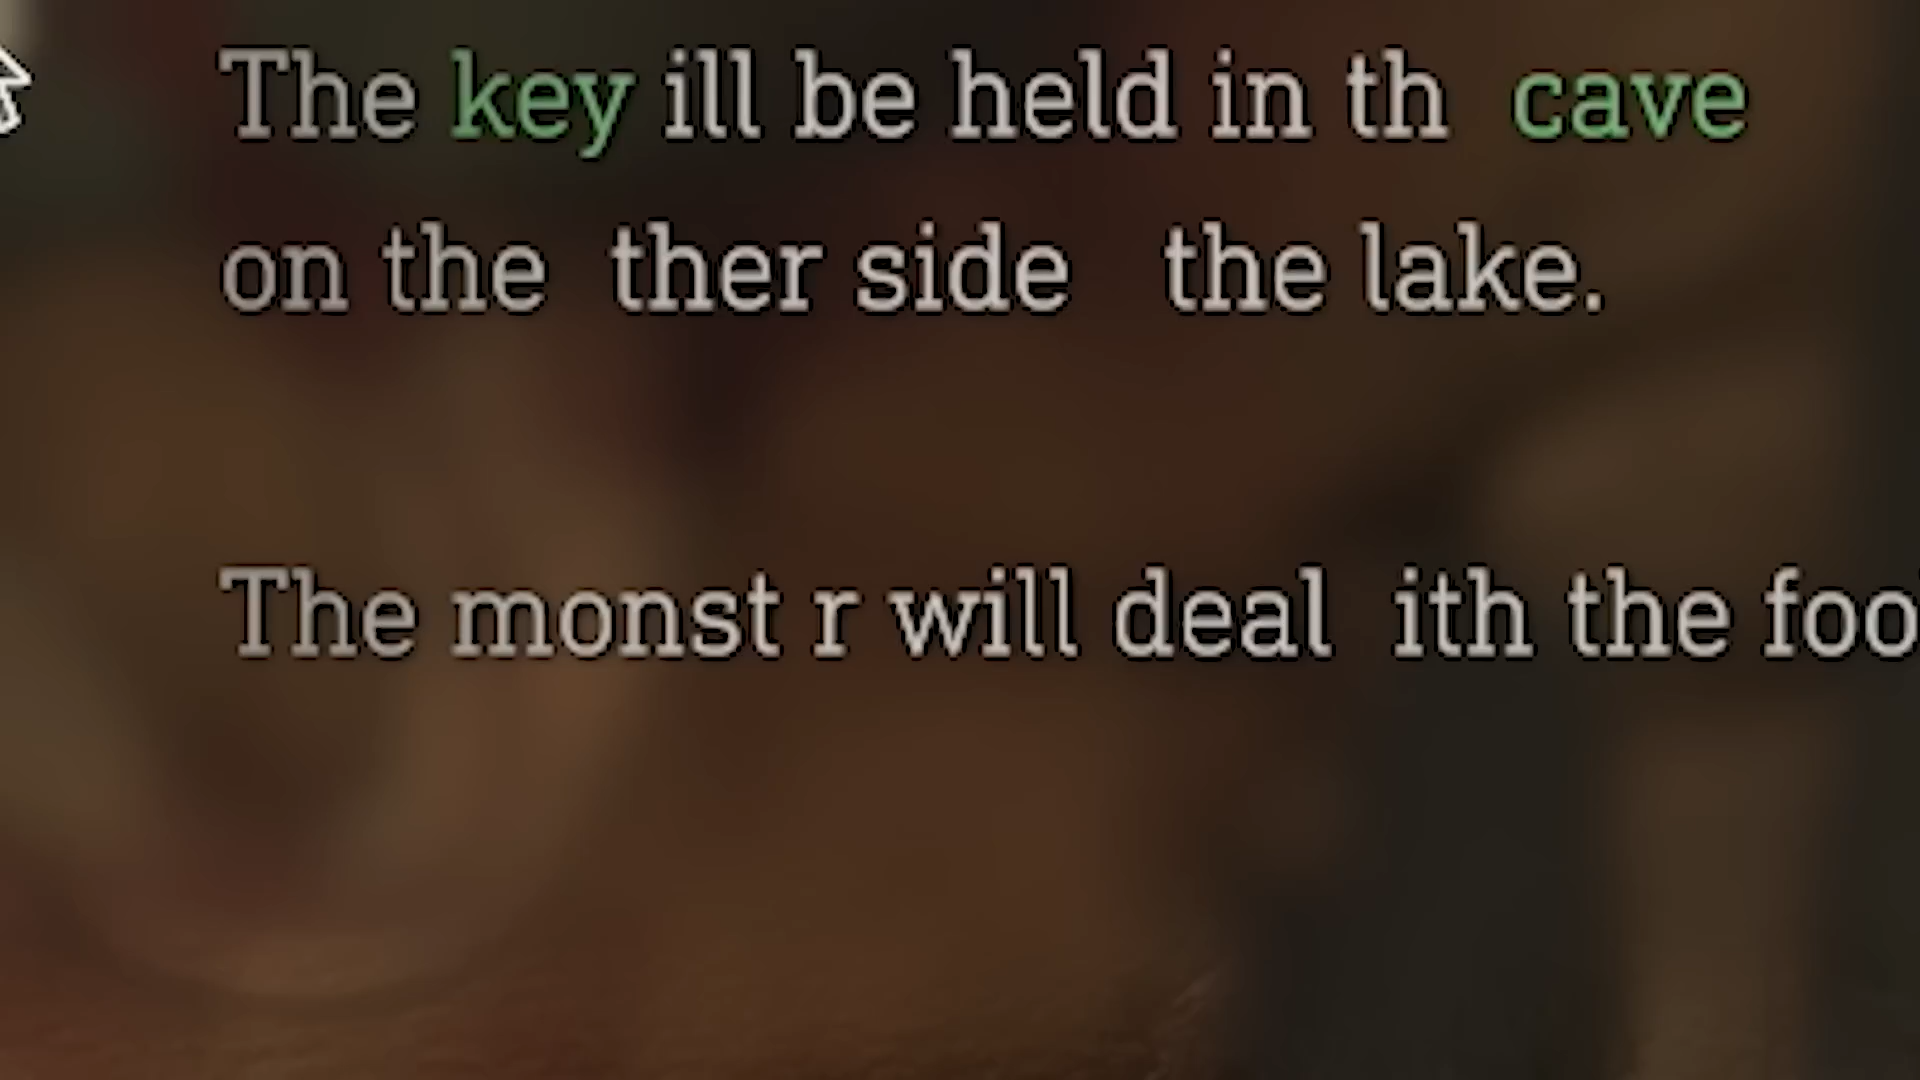 The key ill be held in th cave
on the ther side the lake.
The monst r will deal ith the foo